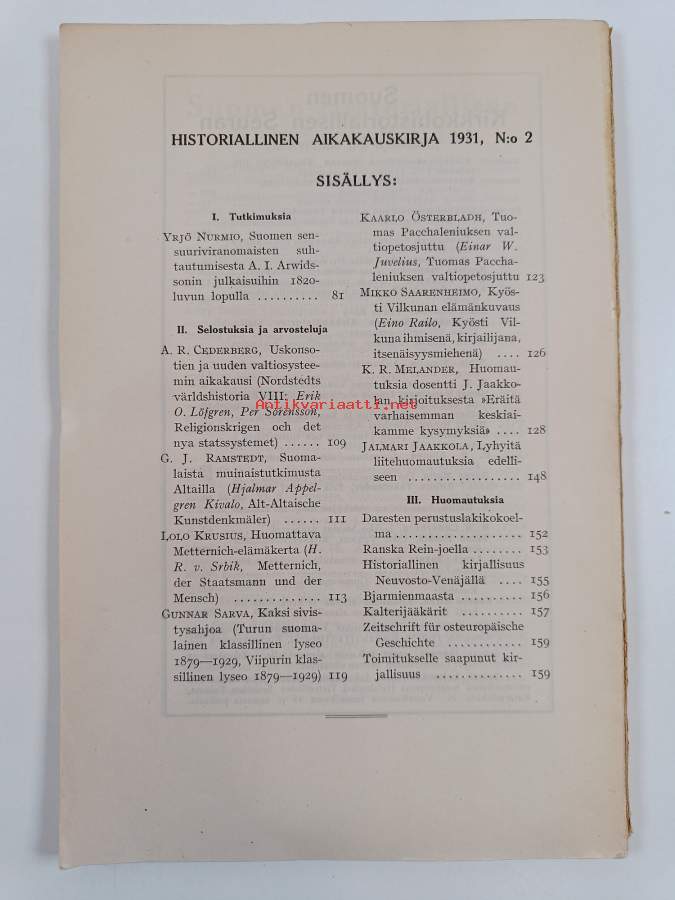 HISTORIALLINEN AIKAKAUSKIRJA 1931, N:o 2
SISÄLLYS:
I. Tutkimuksia
YRJÖ NURMIO, Suomen sen-
suuriviranomaisten suh-
tautumisesta A. I. Arwids-
sonin julkaisuihin 1820-
luvun lopulla .......... 81
II. Selostuksia ja arvosteluja
A. R. CEDERBERG, Uskonso-
tien ja uuden valtiosystee-
min aikakausi (Nordstedts
världshistoria VIII: Erik
O. Löfgren, Per Sörensson,
Religionskrigen och det
nya statssystemet) ...... 109
G. J. RAMSTEDT, Suoma-
laista muinaistutkimusta
Altailla (Hjalmar Appel-
gren Kivalo, Alt-Altaische
Kunstdenkmäler) ...... 111
LOLO KRUSIUS, Huomattava
Metternich-elämäkerta (H.
R. v. Srbik, Metternich,
der Staatsmann und der
Mensch) .............. 113
GUNNAR SARVA, Kaksi sivis-
tysahjoa (Turun suoma-
lainen klassillinen lyseo
1879—1929, Viipurin klas-
sillinen lyseo 1879—1929) 119
KAARLO ÖSTERBLADH, Tuo-
mas Pacchaleniuksen val-
tiopetosjuttu (Einar W.
Juvelius, Tuomas Paccha-
leniuksen valtiopetosjuttu 123
MIKKO SAARENHEIMO, Kyös-
ti Vilkunan elämänkuvaus
(Eino Railo, Kyösti Vil-
kuna ihmisenä, kirjailijana,
itsenäisyysmiehenä) .... 126
K. R. MELANDER, Huomau-
tuksia dosentti J. Jaakko-
lan kirjoituksesta »Eräitä
varhaisemman keskiai-
kamme kysymyksiä» .... 128
JALMARI JAAKKOLA, Lyhyitä
liitehuomautuksia edelli-
seen ................. 148
III. Huomautuksia
Daresten perustuslakikokoel-
ma .................... 152
Ranska Rein-joella ........ 153
Historiallinen kirjallisuus
Neuvosto-Venäjällä .... 155
Bjarmienmaasta .......... 156
Kalterijääkärit .......... 157
Zeitschrift für osteuropäische
Geschichte ............ 159
Toimitukselle saapunut kir-
jallisuus .............. 159
Antikvariaatti.net